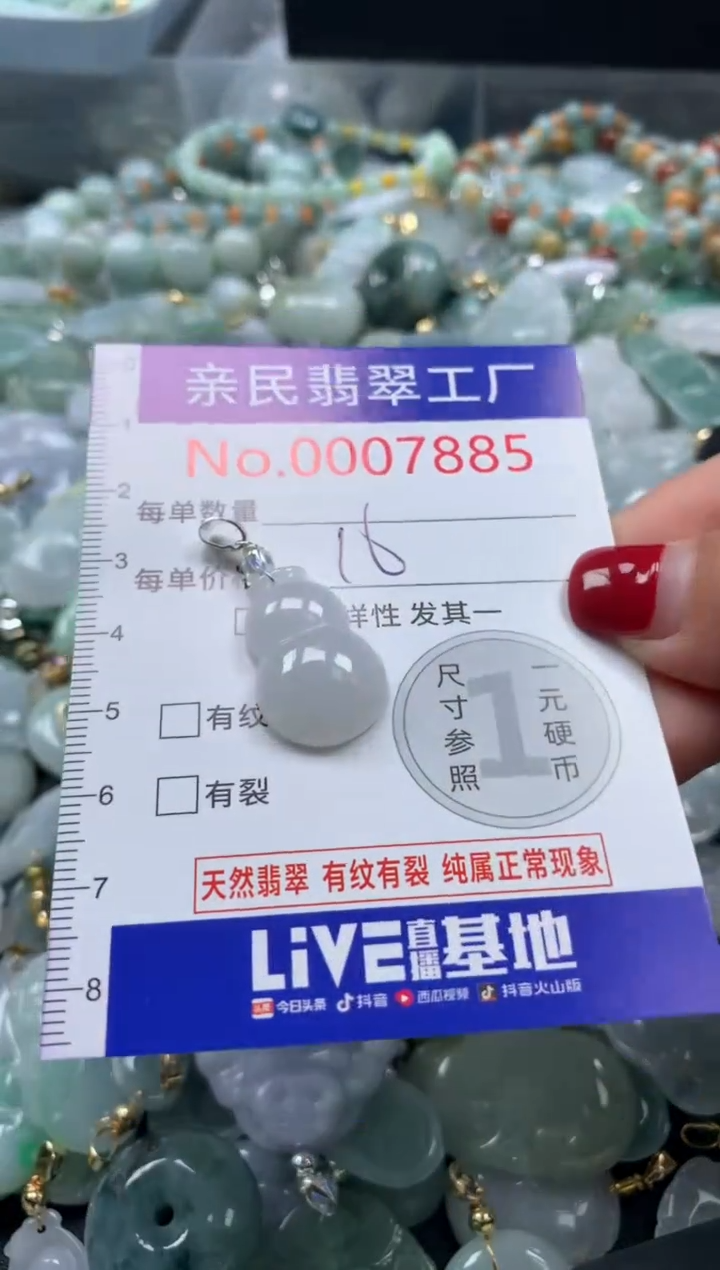 亲民翡翠工厂
No.0007885
每单数量
每单价
16
样性 发其一
有纹
有裂
尺寸参照
1
一元硬币
天然翡翠 有纹有裂 纯属正常现象
LiVE直播基地
头条 今日头条 抖音 西瓜视频 抖音火山版
0
1
2
3
4
5
6
7
8